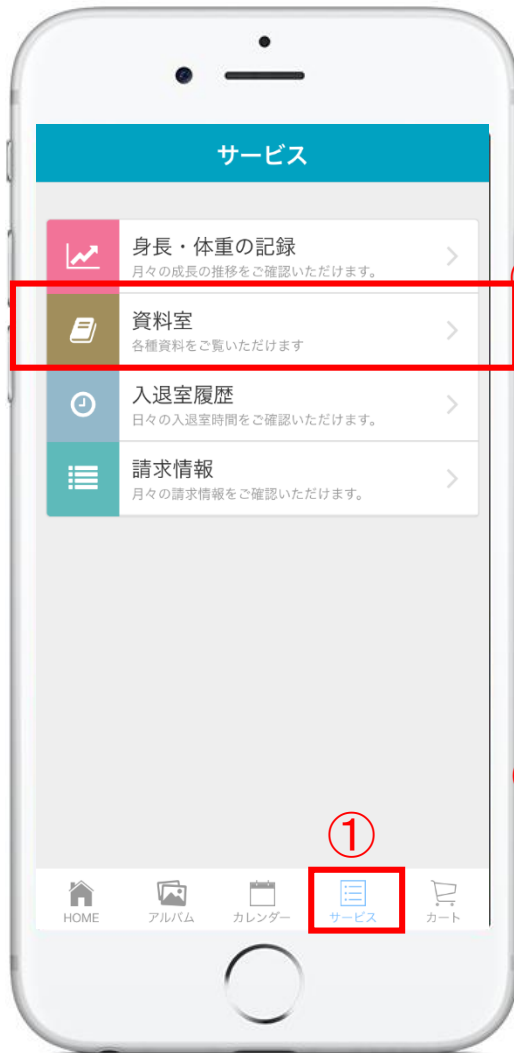 サービス
身長・体重の記録
月々の成長の推移をご確認いただけます。
資料室
各種資料をご覧いただけます
入退室履歴
日々の入退室時間をご確認いただけます。
請求情報
月々の請求情報をご確認いただけます。
①
HOME アルバム カレンダー サービス カート